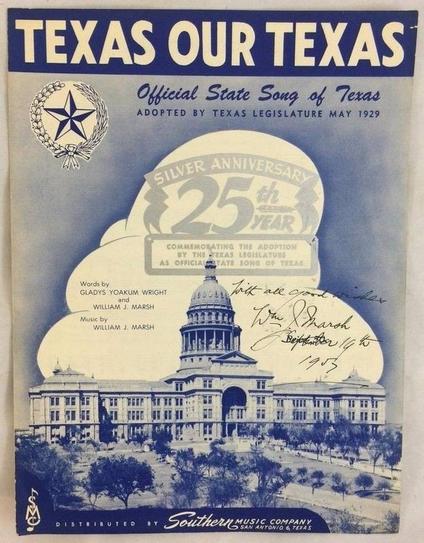 TEXAS OUR TEXAS
Official State Song of Texas
ADOPTED BY TEXAS LEGISLATURE MAY 1929
SILVER ANNIVERSARY
25th
YEAR
COMMEMORATING THE ADOPTION
BY THE TEXAS LEGISLATURE
AS OFFICIAL STATE SONG OF TEXAS
Words by
GLADYS YOAKUM WRIGHT
and
WILLIAM J. MARSH
Music by
WILLIAM J. MARSH
With all good wishes
Wm J Marsh
19th
1957
SMC
DISTRIBUTED BY Southern MUSIC COMPANY
SAN ANTONIO 6, TEXAS